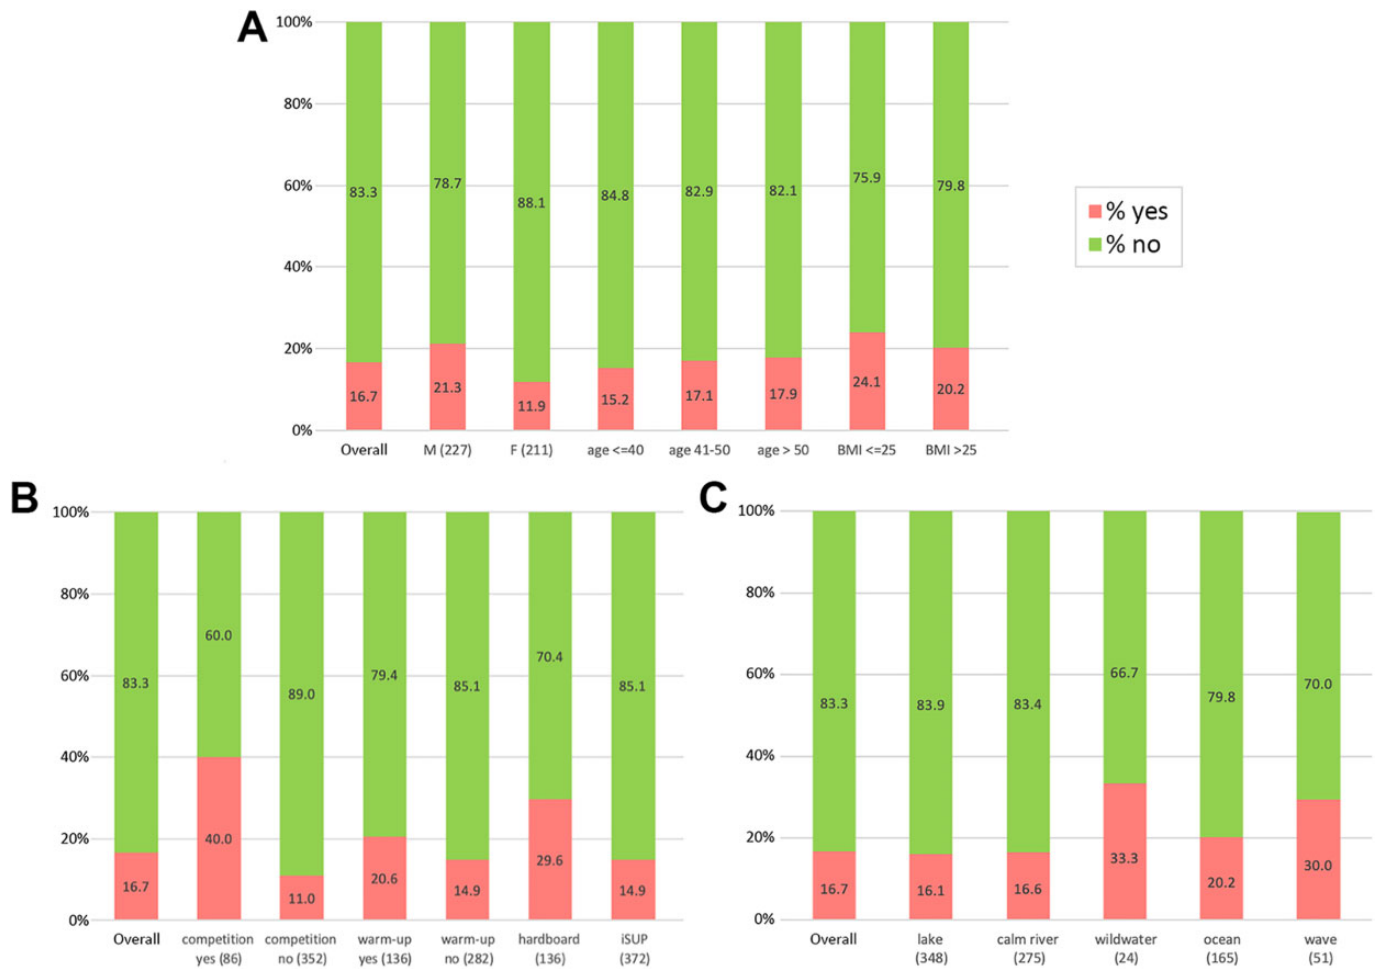 A
100%
80%
60%
40%
20%
0%
83.3 78.7 88.1 84.8 82.9 82.1 75.9 79.8
16.7 21.3 11.9 15.2 17.1 17.9 24.1 20.2
Overall M (227) F (211) age <=40 age 41-50 age > 50 BMI <=25 BMI >25
% yes
% no
B
100%
80%
60%
40%
20%
0%
83.3 60.0 89.0 79.4 85.1 70.4 85.1
16.7 40.0 11.0 20.6 14.9 29.6 14.9
Overall competition competition warm-up warm-up hardboard iSUP
yes (86) no (352) yes (136) no (282) (136) (372)
C
100%
80%
60%
40%
20%
0%
83.3 83.9 83.4 66.7 79.8 70.0
16.7 16.1 16.6 33.3 20.2 30.0
Overall lake calm river wildwater ocean wave
(348) (275) (24) (165) (51)